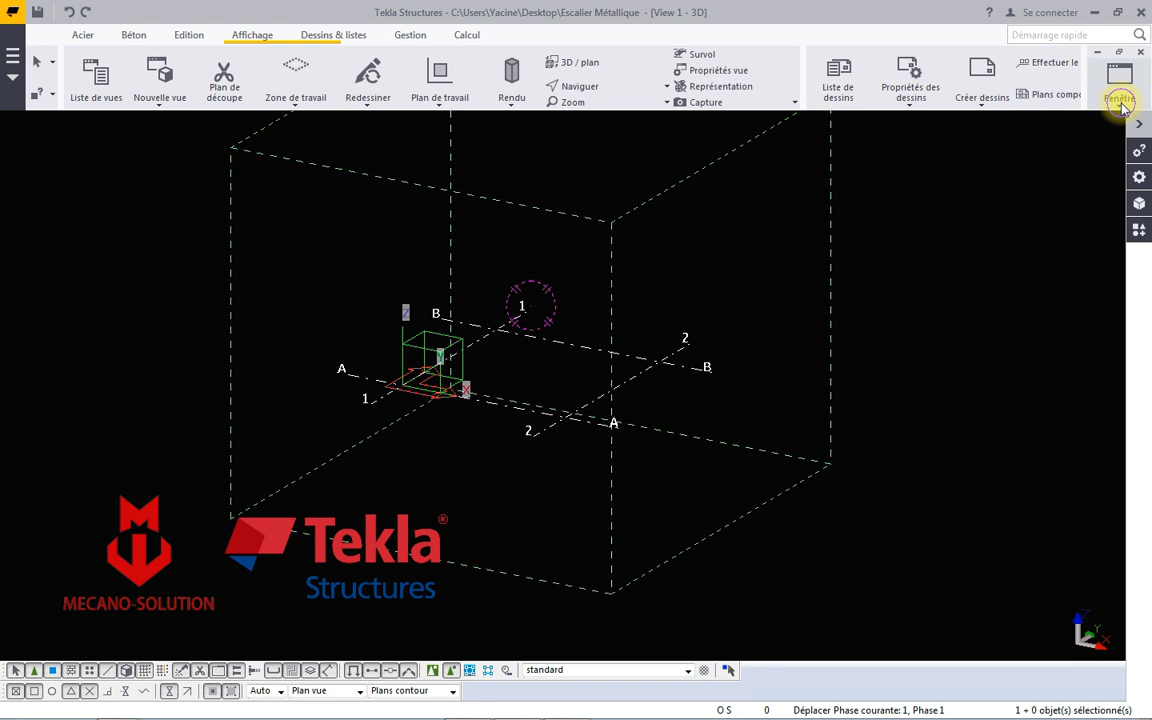 Tekla Structures - C:\Users\Yacine\Desktop\Escalier Métallique - [View 1 - 3D]
Se connecter
Acier Béton Edition Affichage Dessins & listes Gestion Calcul
Démarrage rapide
Liste de vues
Nouvelle vue
Plan de découpe
Zone de travail
Redessiner
Plan de travail
Rendu
3D / plan
Naviguer
Zoom
Survol
Propriétés vue
Représentation
Capture
Liste de dessins
Propriétés des dessins
Créer dessins
Effectuer le
Plans compo
Fenêtre
Z
B
1
2
Y
A
B
X
1
2
A
MECANO-SOLUTION
Tekla®
Structures
Z
Y
X
standard
Auto Plan vue Plans contour
O S 0 Déplacer Phase courante: 1, Phase 1 1 + 0 objet(s) sélectionné(s)